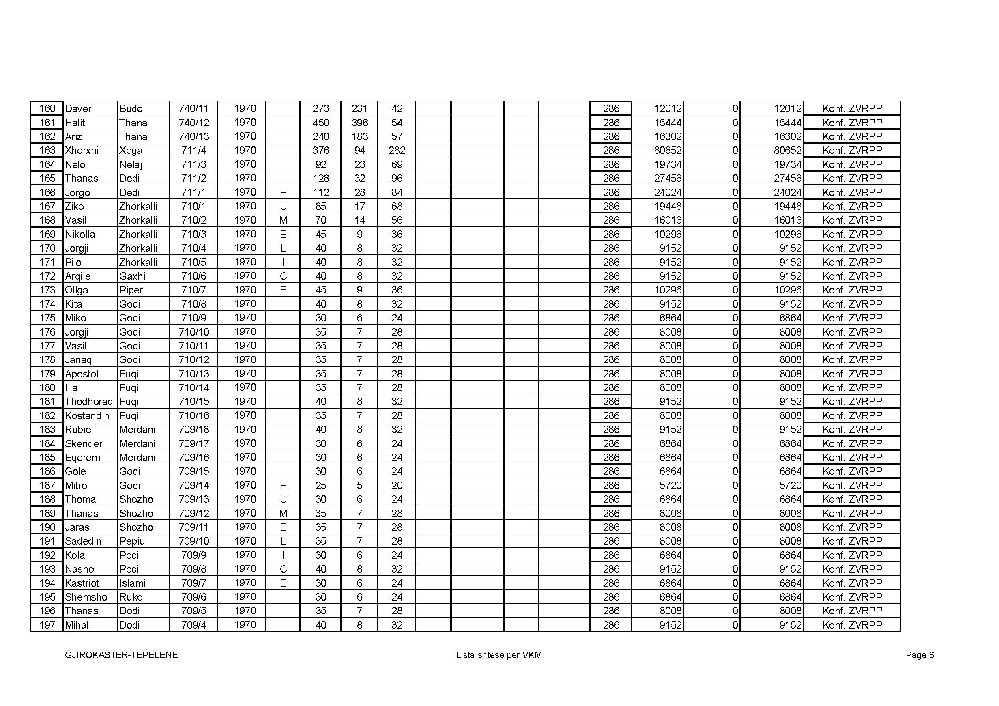 160 Daver Budo 740/11 1970 273 231 42 286 12012 0 12012 Konf. ZVRPP
161 Halit Thana 740/12 1970 450 396 54 286 15444 0 15444 Konf. ZVRPP
162 Ariz Thana 740/13 1970 240 183 57 286 16302 0 16302 Konf. ZVRPP
163 Xhorxhi Xega 711/4 1970 376 94 282 286 80652 0 80652 Konf. ZVRPP
164 Nelo Nelaj 711/3 1970 92 23 69 286 19734 0 19734 Konf. ZVRPP
165 Thanas Dedi 711/2 1970 128 32 96 286 27456 0 27456 Konf. ZVRPP
166 Jorgo Dedi 711/1 1970 H 112 28 84 286 24024 0 24024 Konf. ZVRPP
167 Ziko Zhorkalli 710/1 1970 U 85 17 68 286 19448 0 19448 Konf. ZVRPP
168 Vasil Zhorkalli 710/2 1970 M 70 14 56 286 16016 0 16016 Konf. ZVRPP
169 Nikolla Zhorkalli 710/3 1970 E 45 9 36 286 10296 0 10296 Konf. ZVRPP
170 Jorgji Zhorkalli 710/4 1970 L 40 8 32 286 9152 0 9152 Konf. ZVRPP
171 Pilo Zhorkalli 710/5 1970 I 40 8 32 286 9152 0 9152 Konf. ZVRPP
172 Arqile Gaxhi 710/6 1970 C 40 8 32 286 9152 0 9152 Konf. ZVRPP
173 Ollga Piperi 710/7 1970 E 45 9 36 286 10296 0 10296 Konf. ZVRPP
174 Kita Goci 710/8 1970 40 8 32 286 9152 0 9152 Konf. ZVRPP
175 Miko Goci 710/9 1970 30 6 24 286 6864 0 6864 Konf. ZVRPP
176 Jorgji Goci 710/10 1970 35 7 28 286 8008 0 8008 Konf. ZVRPP
177 Vasil Goci 710/11 1970 35 7 28 286 8008 0 8008 Konf. ZVRPP
178 Janaq Goci 710/12 1970 35 7 28 286 8008 0 8008 Konf. ZVRPP
179 Apostol Fuqi 710/13 1970 35 7 28 286 8008 0 8008 Konf. ZVRPP
180 Ilia Fuqi 710/14 1970 35 7 28 286 8008 0 8008 Konf. ZVRPP
181 Thodhoraq Fuqi 710/15 1970 40 8 32 286 9152 0 9152 Konf. ZVRPP
182 Kostandin Fuqi 710/16 1970 35 7 28 286 8008 0 8008 Konf. ZVRPP
183 Rubie Merdani 709/18 1970 40 8 32 286 9152 0 9152 Konf. ZVRPP
184 Skender Merdani 709/17 1970 30 6 24 286 6864 0 6864 Konf. ZVRPP
185 Eqerem Merdani 709/16 1970 30 6 24 286 6864 0 6864 Konf. ZVRPP
186 Gole Goci 709/15 1970 30 6 24 286 6864 0 6864 Konf. ZVRPP
187 Mitro Goci 709/14 1970 H 25 5 20 286 5720 0 5720 Konf. ZVRPP
188 Thoma Shozho 709/13 1970 U 30 6 24 286 6864 0 6864 Konf. ZVRPP
189 Thanas Shozho 709/12 1970 M 35 7 28 286 8008 0 8008 Konf. ZVRPP
190 Jaras Shozho 709/11 1970 E 35 7 28 286 8008 0 8008 Konf. ZVRPP
191 Sadedin Pepiu 709/10 1970 L 35 7 28 286 8008 0 8008 Konf. ZVRPP
192 Kola Poci 709/9 1970 I 30 6 24 286 6864 0 6864 Konf. ZVRPP
193 Nasho Poci 709/8 1970 C 40 8 32 286 9152 0 9152 Konf. ZVRPP
194 Kastriot Islami 709/7 1970 E 30 6 24 286 6864 0 6864 Konf. ZVRPP
195 Shemsho Ruko 709/6 1970 30 6 24 286 6864 0 6864 Konf. ZVRPP
196 Thanas Dodi 709/5 1970 35 7 28 286 8008 0 8008 Konf. ZVRPP
197 Mihal Dodi 709/4 1970 40 8 32 286 9152 0 9152 Konf. ZVRPP
GJIROKASTER-TEPELENE Lista shtese per VKM Page 6